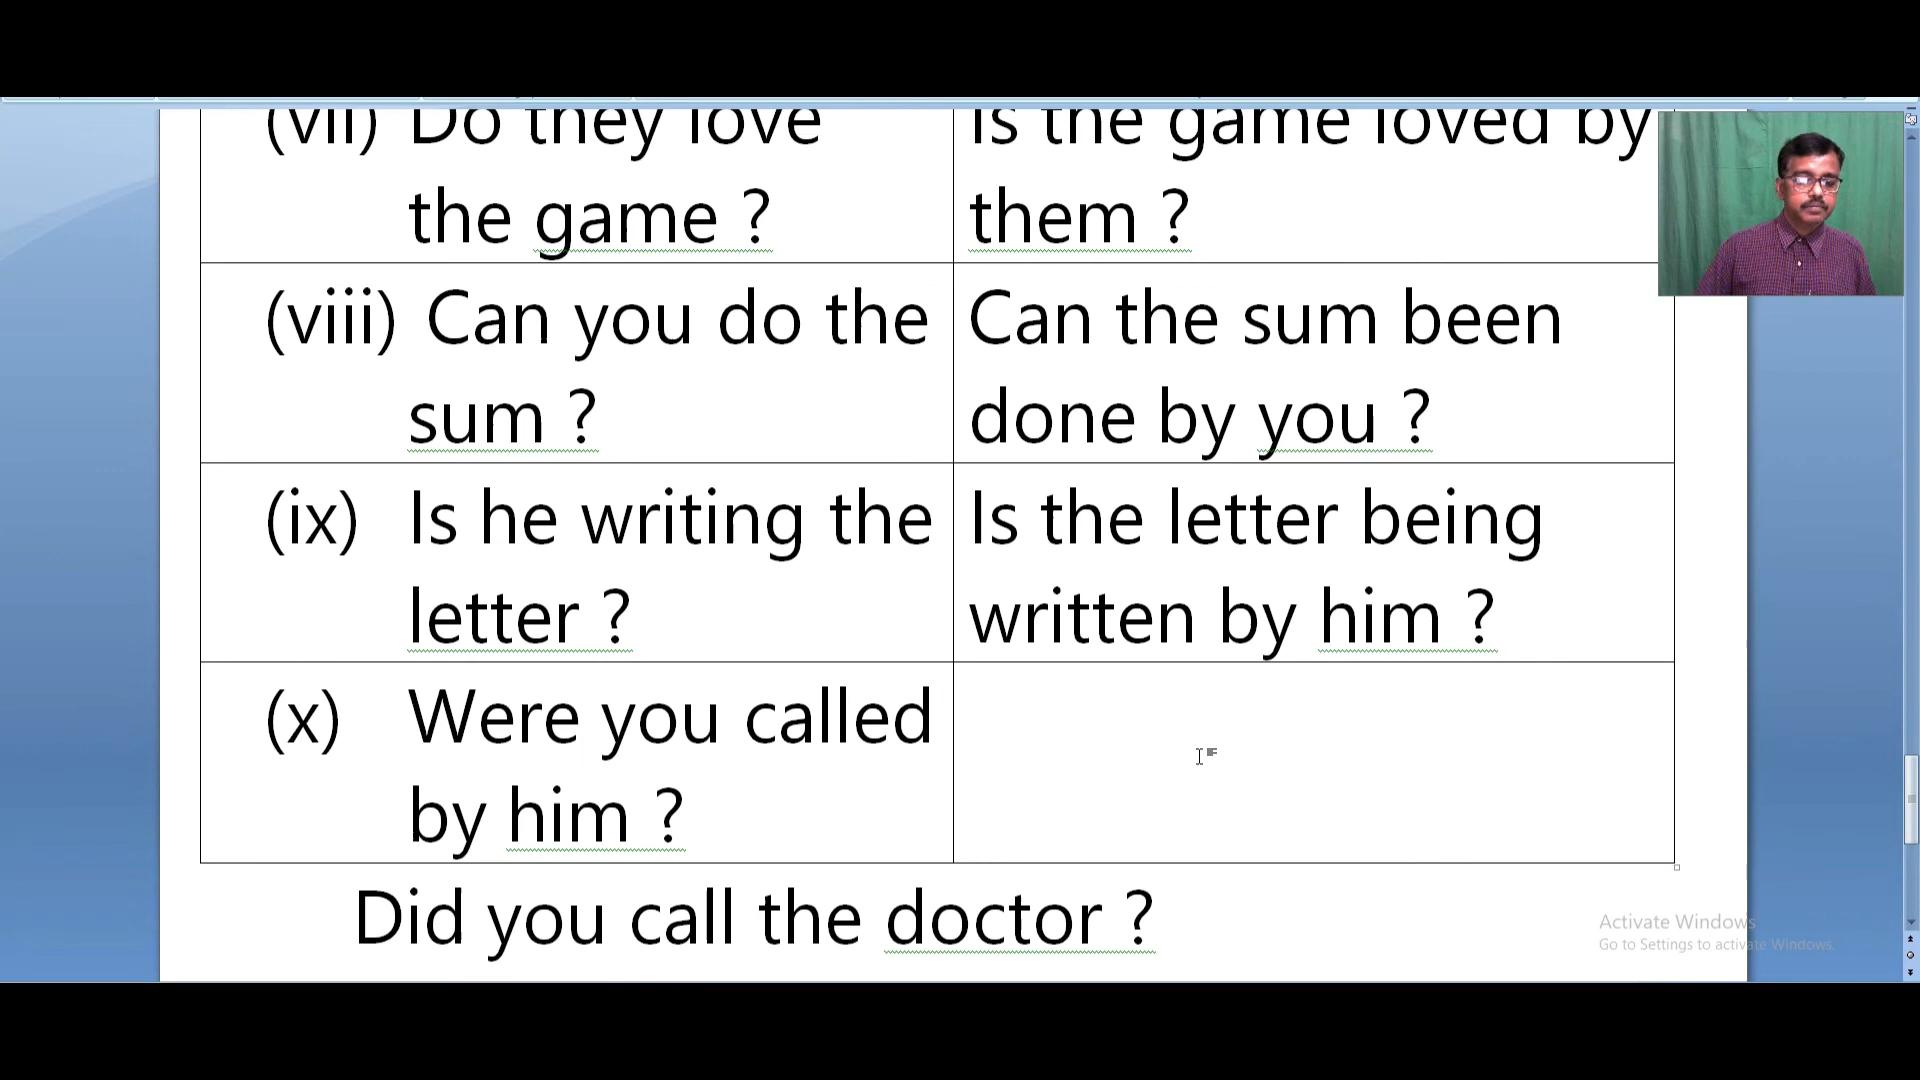 (vii) Do they love
the game ?
Is the game loved by
them ?
(viii) Can you do the
sum ?
Can the sum been
done by you ?
(ix) Is he writing the
letter ?
Is the letter being
written by him ?
(x) Were you called
by him ?
Did you call the doctor ?
Activate Windows
Go to Settings to activate Windows.